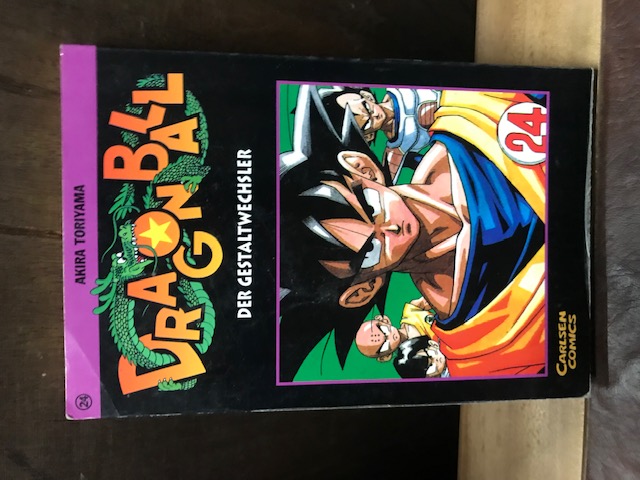 24
AKIRA TORIYAMA
DRAGON BALL
DER GESTALTWECHSLER
24
CARLSEN
COMICS